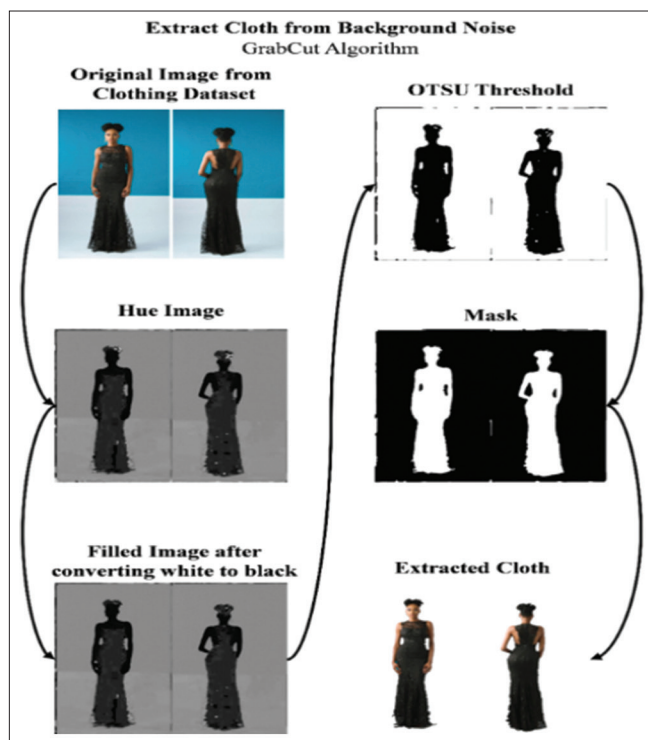 Extract Cloth from Background Noise
GrabCut Algorithm
Original Image from
Clothing Dataset
Hue Image
Filled Image after
converting white to black
OTSU Threshold
Mask
Extracted Cloth